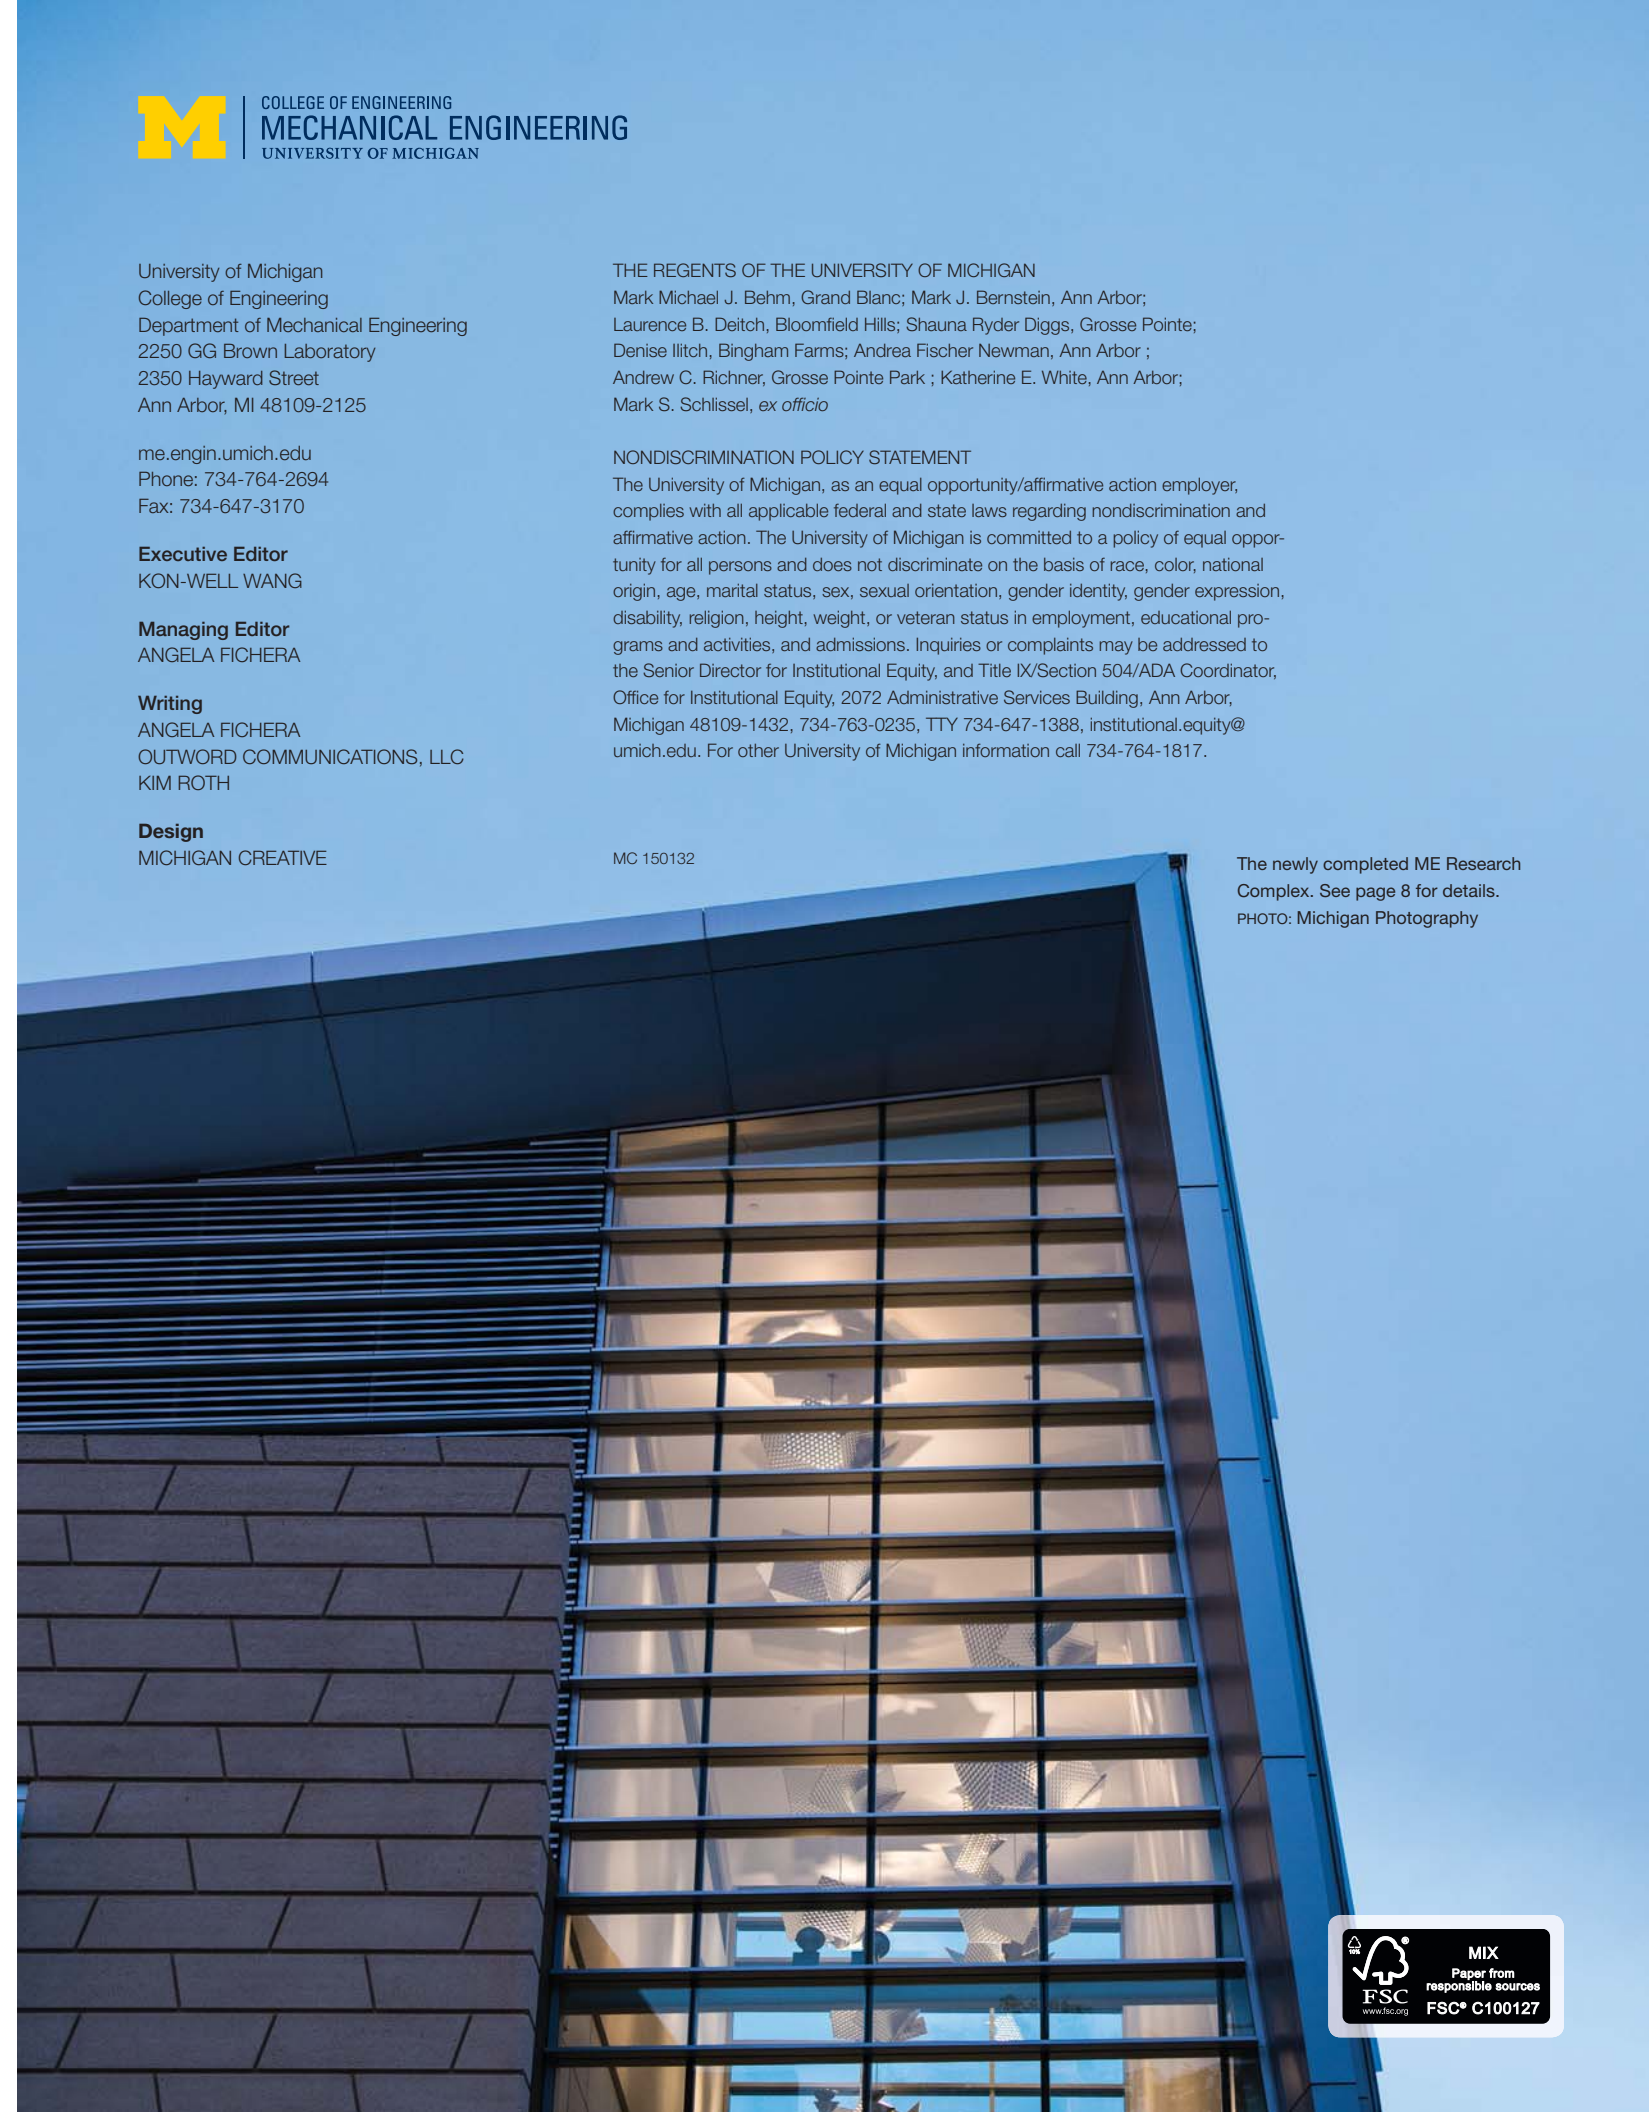 COLLEGE OF ENGINEERING
MECHANICAL ENGINEERING
UNIVERSITY OF MICHIGAN
University of Michigan
College of Engineering
Department of Mechanical Engineering
2250 GG Brown Laboratory
2350 Hayward Street
Ann Arbor, MI 48109-2125
me.engin.umich.edu
Phone: 734-764-2694
Fax: 734-647-3170
Executive Editor
KON-WELL WANG
Managing Editor
ANGELA FICHERA
Writing
ANGELA FICHERA
OUTWORD COMMUNICATIONS, LLC
KIM ROTH
Design
MICHIGAN CREATIVE
THE REGENTS OF THE UNIVERSITY OF MICHIGAN
Mark Michael J. Behm, Grand Blanc; Mark J. Bernstein, Ann Arbor;
Laurence B. Deitch, Bloomfield Hills; Shauna Ryder Diggs, Grosse Pointe;
Denise Ilitch, Bingham Farms; Andrea Fischer Newman, Ann Arbor ;
Andrew C. Richner, Grosse Pointe Park ; Katherine E. White, Ann Arbor;
Mark S. Schlissel, ex officio
NONDISCRIMINATION POLICY STATEMENT
The University of Michigan, as an equal opportunity/affirmative action employer,
complies with all applicable federal and state laws regarding nondiscrimination and
affirmative action. The University of Michigan is committed to a policy of equal oppor-
tunity for all persons and does not discriminate on the basis of race, color, national
origin, age, marital status, sex, sexual orientation, gender identity, gender expression,
disability, religion, height, weight, or veteran status in employment, educational pro-
grams and activities, and admissions. Inquiries or complaints may be addressed to
the Senior Director for Institutional Equity, and Title IX/Section 504/ADA Coordinator,
Office for Institutional Equity, 2072 Administrative Services Building, Ann Arbor,
Michigan 48109-1432, 734-763-0235, TTY 734-647-1388, institutional.equity@
umich.edu. For other University of Michigan information call 734-764-1817.
MC 150132
The newly completed ME Research
Complex. See page 8 for details.
PHOTO: Michigan Photography
10%
FSC
www.fsc.org
MIX
Paper from
responsible sources
FSC® C100127